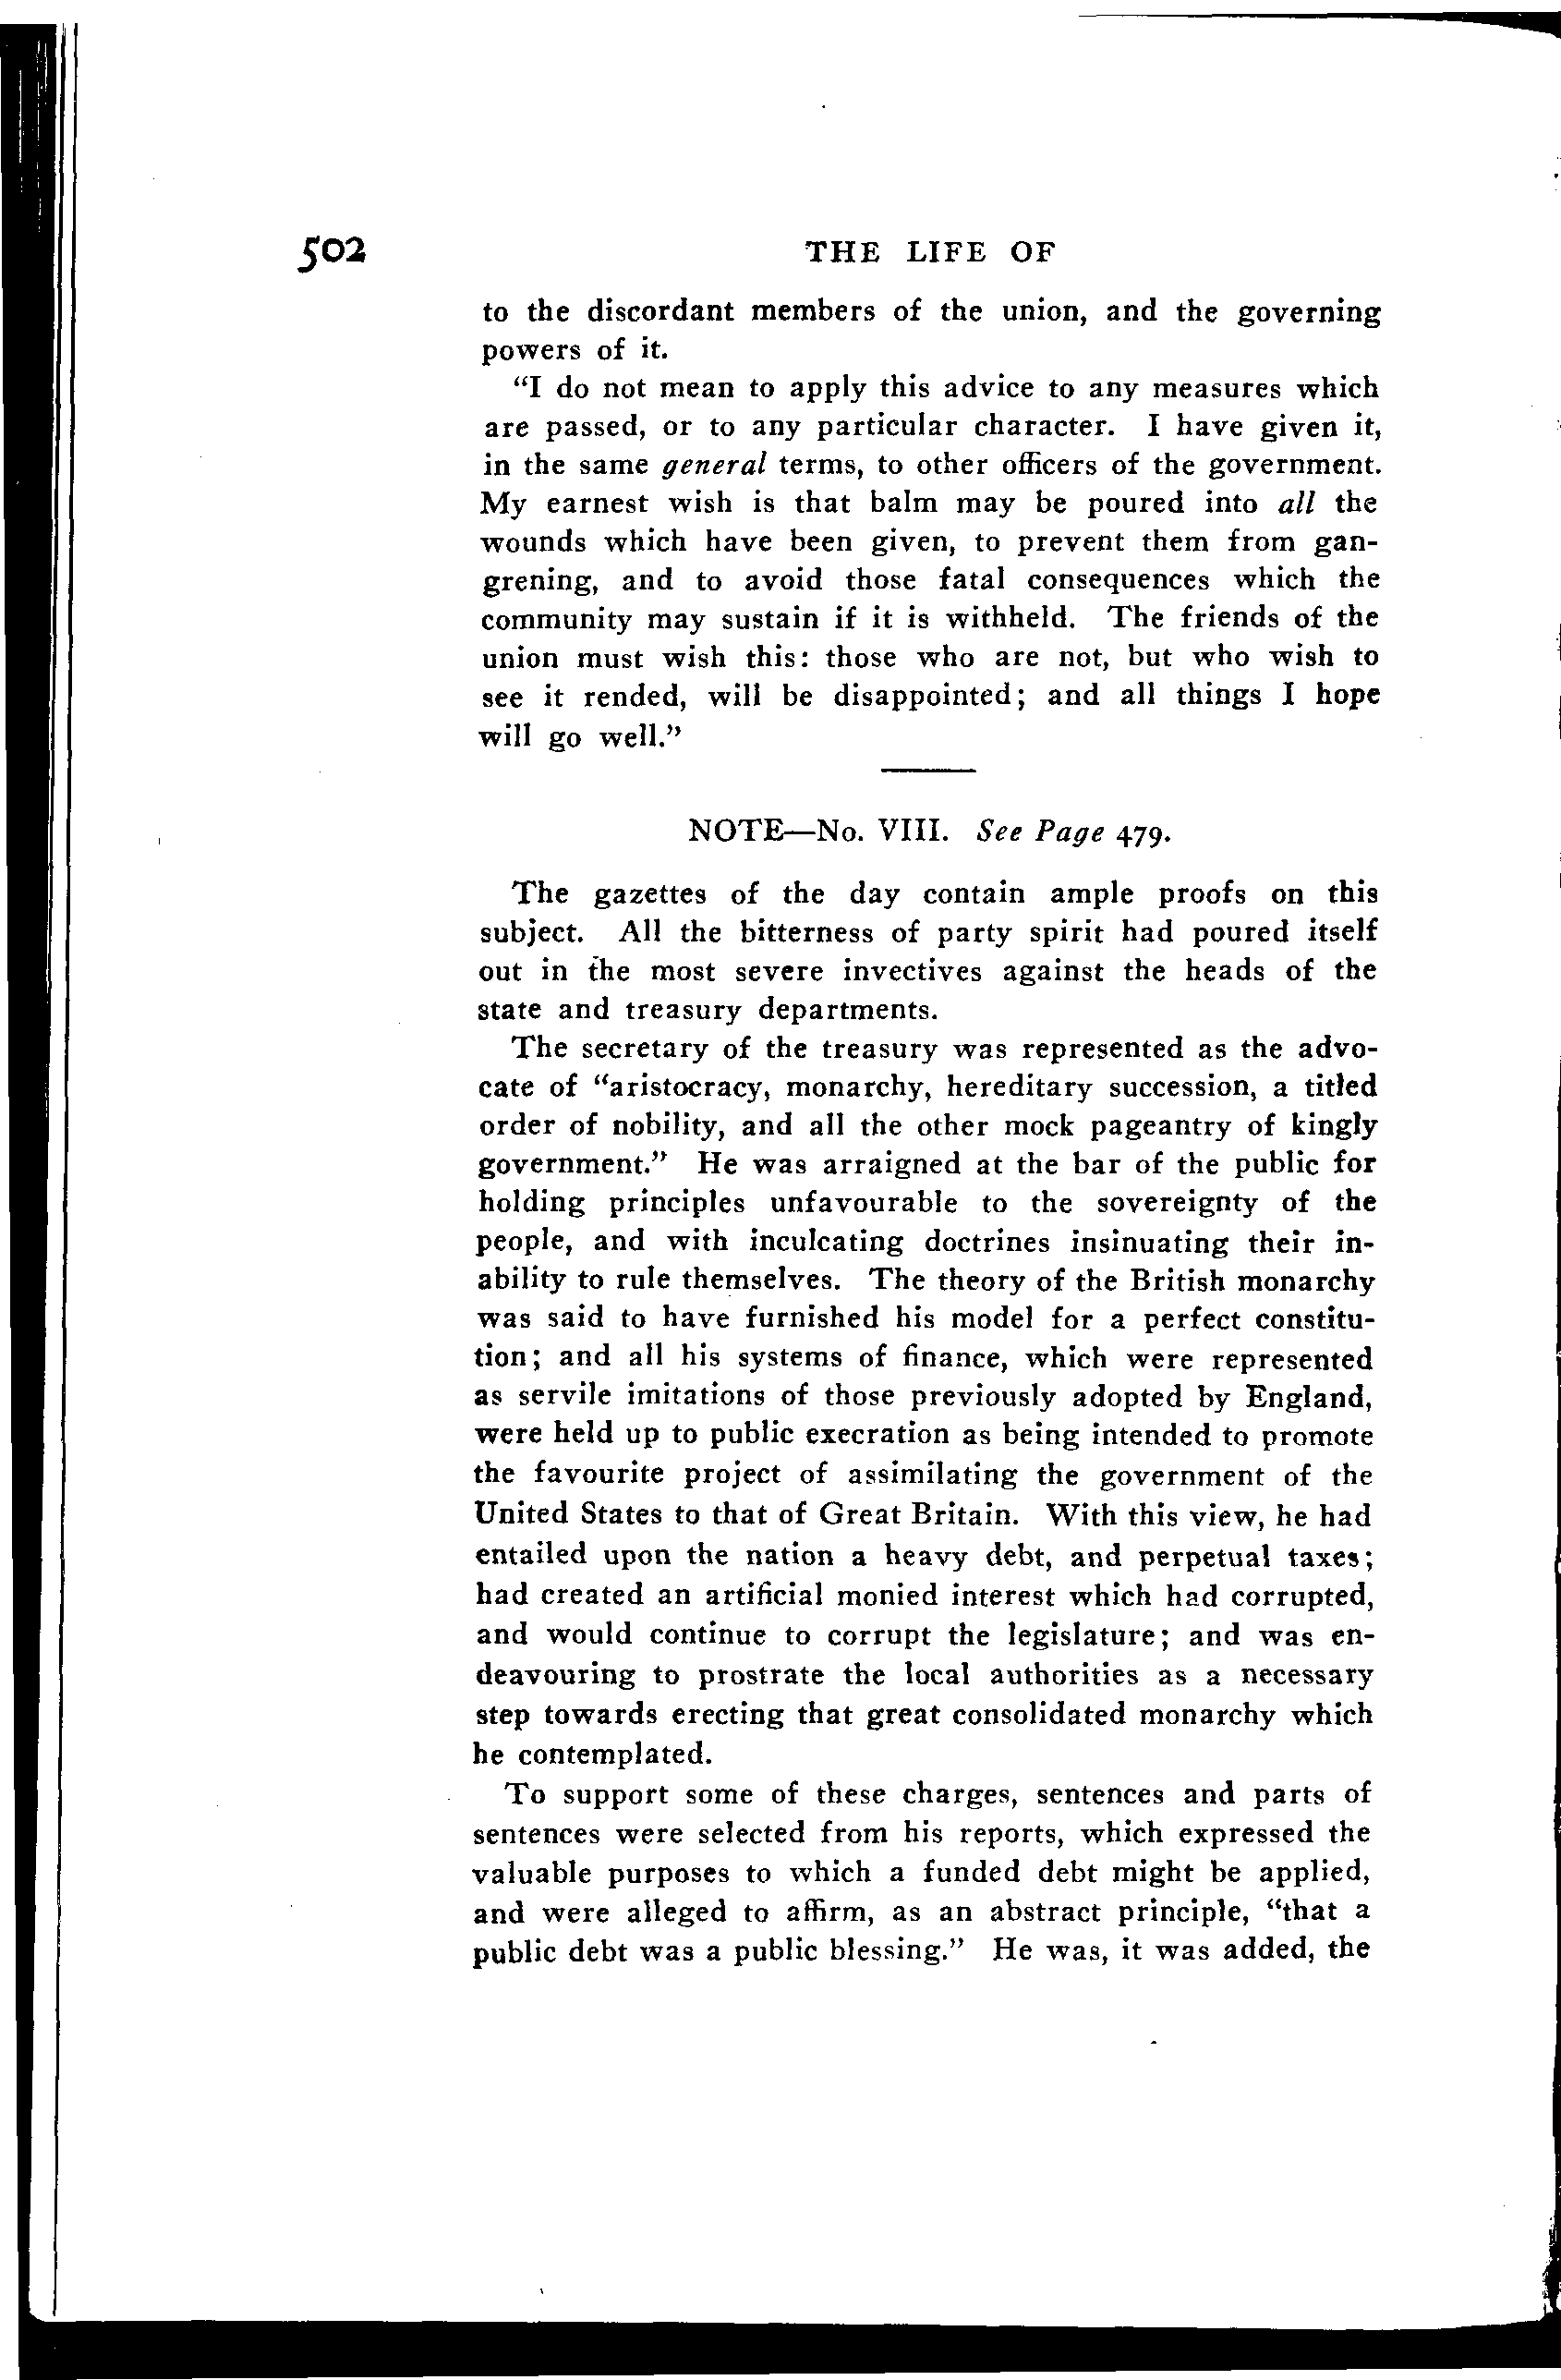 502 THE LIFE OF
to the discordant members of the union, and the governing
powers of it.
“I do not mean to apply this advice to any measures which
are passed, or to any particular character. I have given it,
in the same general terms, to other officers of the government.
My earnest wish is that balm may be poured into all the
wounds which have been given, to prevent them from gan-
grening, and to avoid those fatal consequences which the
community may sustain if it is withheld. The friends of the
union must wish this: those who are not, but who wish to
see it rended, will be disappointed; and all things I hope
will go well.”
NOTE—No. VIII. See Page 479.
The gazettes of the day contain ample proofs on this
subject. All the bitterness of party spirit had poured itself
out in the most severe invectives against the heads of the
state and treasury departments.
The secretary of the treasury was represented as the advo-
cate of “aristocracy, monarchy, hereditary succession, a titled
order of nobility, and all the other mock pageantry of kingly
government.” He was arraigned at the bar of the public for
holding principles unfavourable to the sovereignty of the
people, and with inculcating doctrines insinuating their in-
ability to rule themselves. The theory of the British monarchy
was said to have furnished his model for a perfect constitu-
tion; and all his systems of finance, which were represented
as servile imitations of those previously adopted by England,
were held up to public execration as being intended to promote
the favourite project of assimilating the government of the
United States to that of Great Britain. With this view, he had
entailed upon the nation a heavy debt, and perpetual taxes;
had created an artificial monied interest which had corrupted,
and would continue to corrupt the legislature; and was en-
deavouring to prostrate the local authorities as a necessary
step towards erecting that great consolidated monarchy which
he contemplated.
To support some of these charges, sentences and parts of
sentences were selected from his reports, which expressed the
valuable purposes to which a funded debt might be applied,
and were alleged to affirm, as an abstract principle, “that a
public debt was a public blessing.” He was, it was added, the